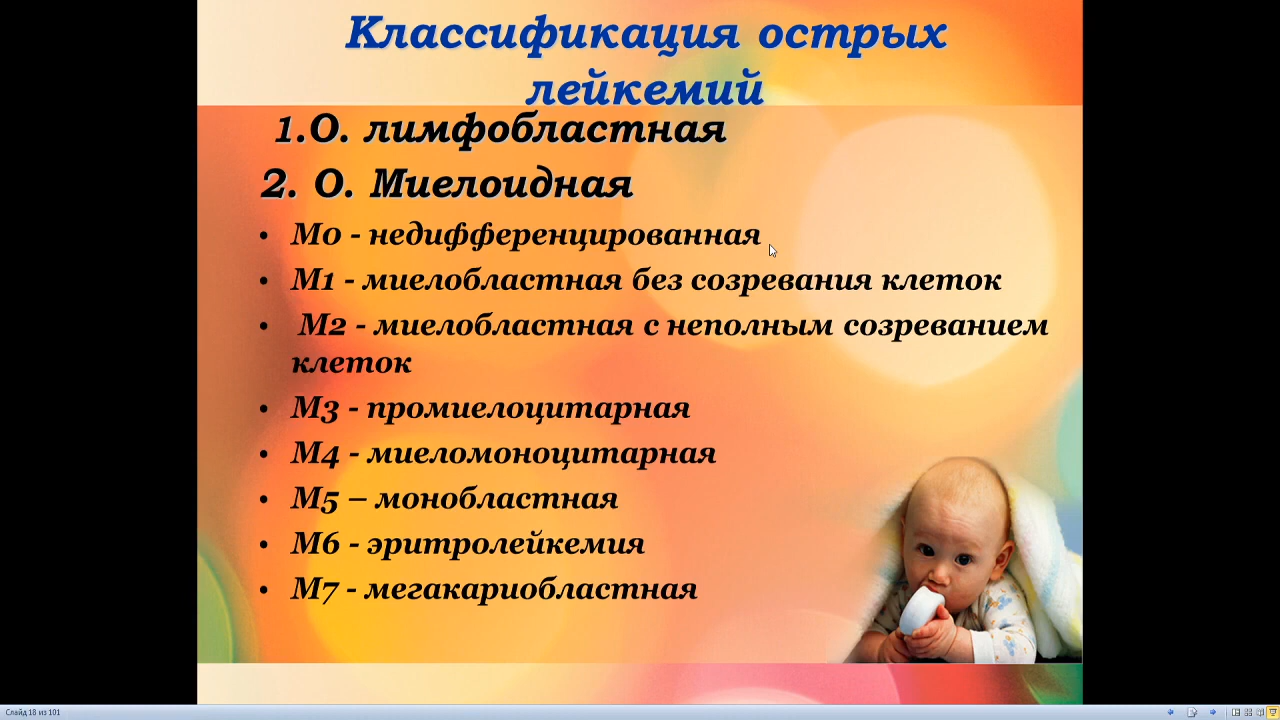 Классификация острых
лейкемий
1.О. лимфобластная
2. О. Миелоидная
• М0 - недифференцированная
• М1 - миелобластная без созревания клеток
• М2 - миелобластная с неполным созреванием
клеток
• М3 - промиелоцитарная
• М4 - миеломоноцитарная
• М5 – монобластная
• М6 - эритролейкемия
• М7 - мегакариобластная
Слайд 18 из 101